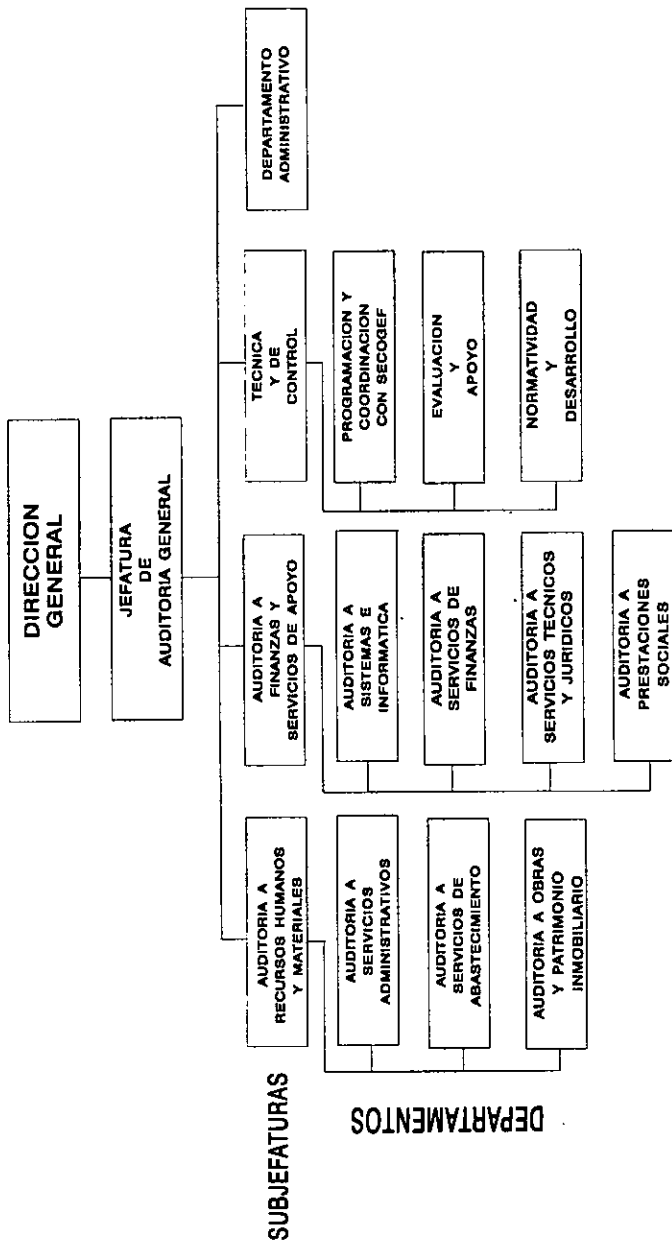 DIRECCION
GENERAL
JEFATURA
DE
AUDITORIA GENERAL
SUBJEFATURAS
AUDITORIA A
RECURSOS HUMANOS
Y MATERIALES
AUDITORIA A
FINANZAS Y
SERVICIOS DE APOYO
TECNICA
Y DE
CONTROL
DEPARTAMENTO
ADMINISTRATIVO
DEPARTAMENTOS
AUDITORIA A
SERVICIOS
ADMINISTRATIVOS
AUDITORIA A
SERVICIOS DE
ABASTECIMIENTO
AUDITORIA A OBRAS
Y PATRIMONIO
INMOBILIARIO
AUDITORIA A
SISTEMAS E
INFORMATICA
AUDITORIA A
SERVICIOS DE
FINANZAS
AUDITORIA A
SERVICIOS TECNICOS
Y JURIDICOS
AUDITORIA A
PRESTACIONES
SOCIALES
PROGRAMACION Y
COORDINACION
CON SECOGEF
EVALUACION
Y
APOYO
NORMATIVIDAD Y
DESARROLLO